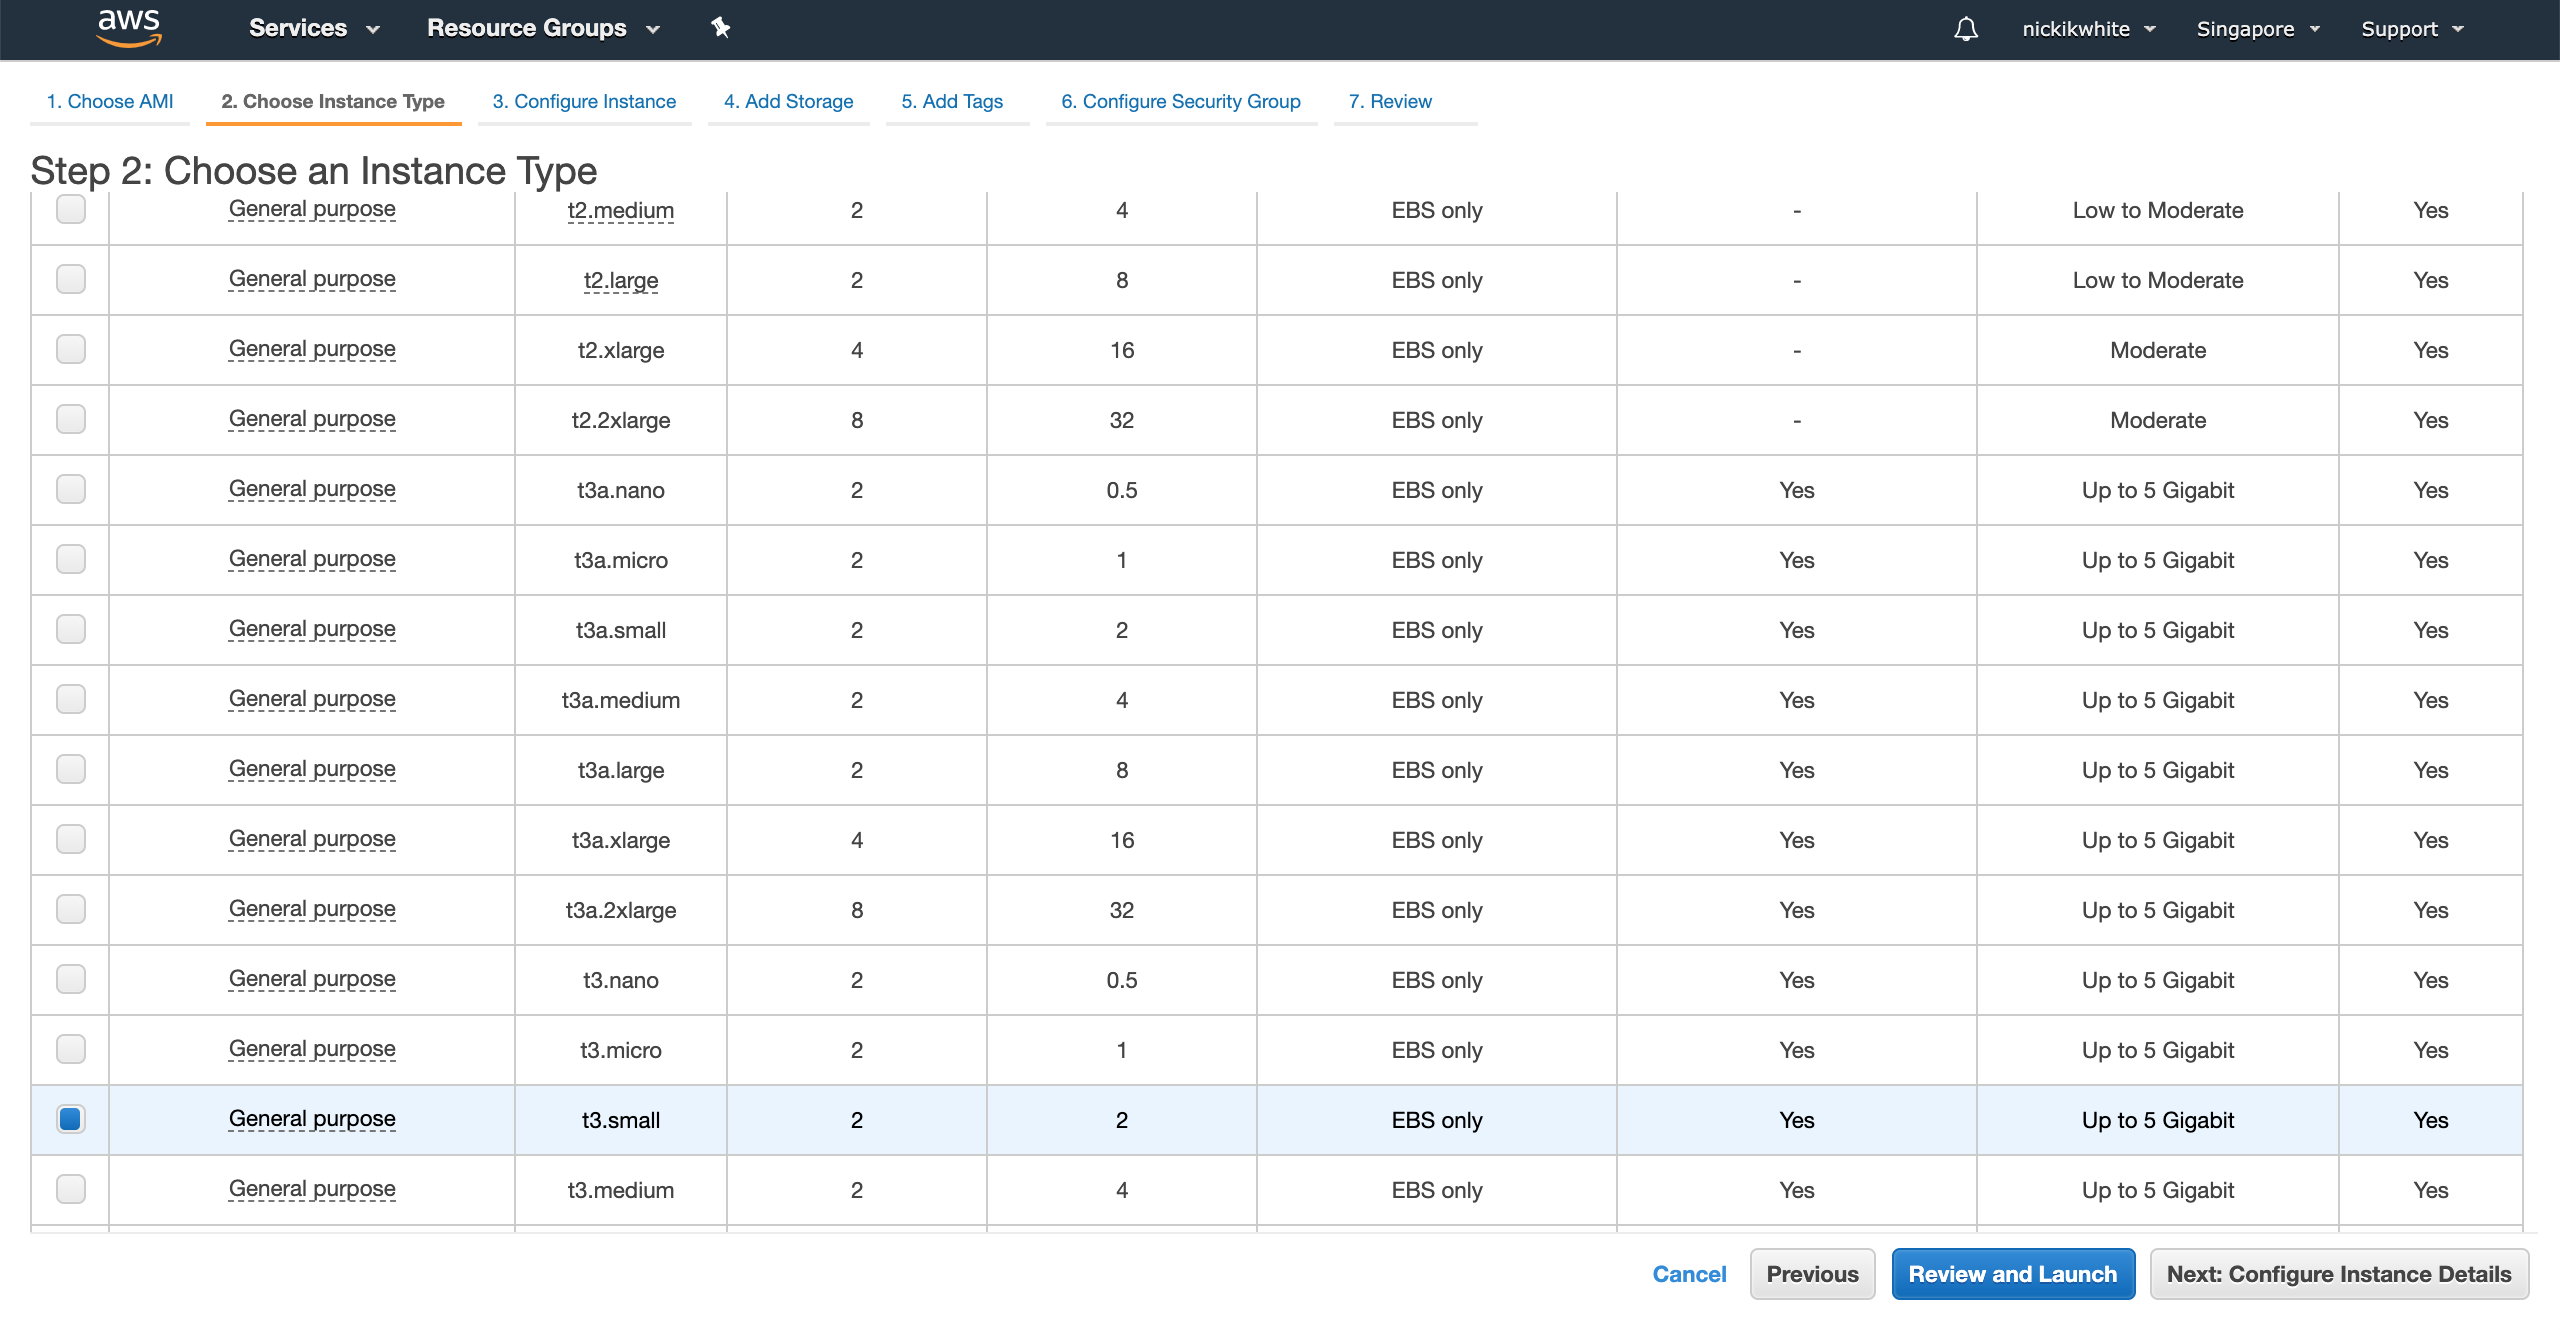 aws Services Resource Groups nickikwhite Singapore Support
1. Choose AMI 2. Choose Instance Type 3. Configure Instance 4. Add Storage 5. Add Tags 6. Configure Security Group 7. Review
Step 2: Choose an Instance Type
General purpose t2.medium 2 4 EBS only - Low to Moderate Yes
General purpose t2.large 2 8 EBS only - Low to Moderate Yes
General purpose t2.xlarge 4 16 EBS only - Moderate Yes
General purpose t2.2xlarge 8 32 EBS only - Moderate Yes
General purpose t3a.nano 2 0.5 EBS only Yes Up to 5 Gigabit Yes
General purpose t3a.micro 2 1 EBS only Yes Up to 5 Gigabit Yes
General purpose t3a.small 2 2 EBS only Yes Up to 5 Gigabit Yes
General purpose t3a.medium 2 4 EBS only Yes Up to 5 Gigabit Yes
General purpose t3a.large 2 8 EBS only Yes Up to 5 Gigabit Yes
General purpose t3a.xlarge 4 16 EBS only Yes Up to 5 Gigabit Yes
General purpose t3a.2xlarge 8 32 EBS only Yes Up to 5 Gigabit Yes
General purpose t3.nano 2 0.5 EBS only Yes Up to 5 Gigabit Yes
General purpose t3.micro 2 1 EBS only Yes Up to 5 Gigabit Yes
General purpose t3.small 2 2 EBS only Yes Up to 5 Gigabit Yes
General purpose t3.medium 2 4 EBS only Yes Up to 5 Gigabit Yes
Cancel Previous Review and Launch Next: Configure Instance Details